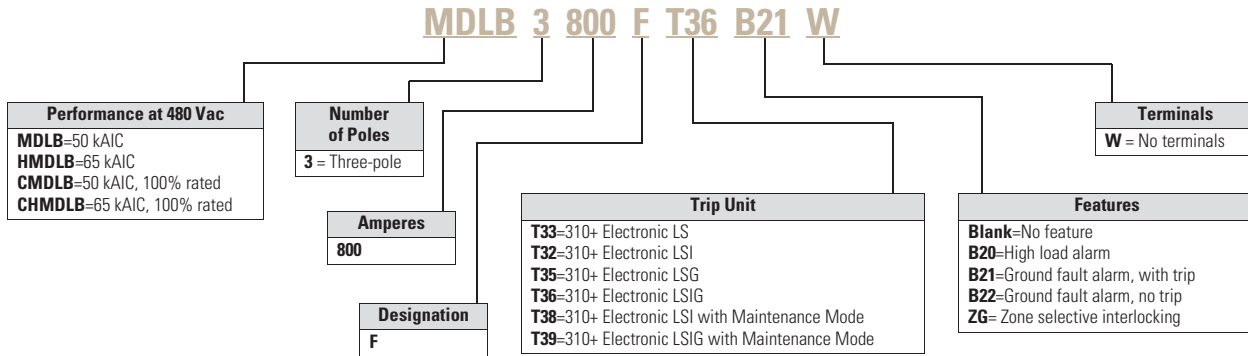 MDLB 3 800 F T36 B21 W
Performance at 480 Vac
MDLB=50 kAIC
HMDLB=65 kAIC
CMDLB=50 kAIC, 100% rated
CHMDLB=65 kAIC, 100% rated
Number
of Poles
3 = Three-pole
Amperes
800
Designation
F
Trip Unit
T33=310+ Electronic LS
T32=310+ Electronic LSI
T35=310+ Electronic LSG
T36=310+ Electronic LSIG
T38=310+ Electronic LSI with Maintenance Mode
T39=310+ Electronic LSIG with Maintenance Mode
Features
Blank=No feature
B20=High load alarm
B21=Ground fault alarm, with trip
B22=Ground fault alarm, no trip
ZG= Zone selective interlocking
Terminals
W = No terminals